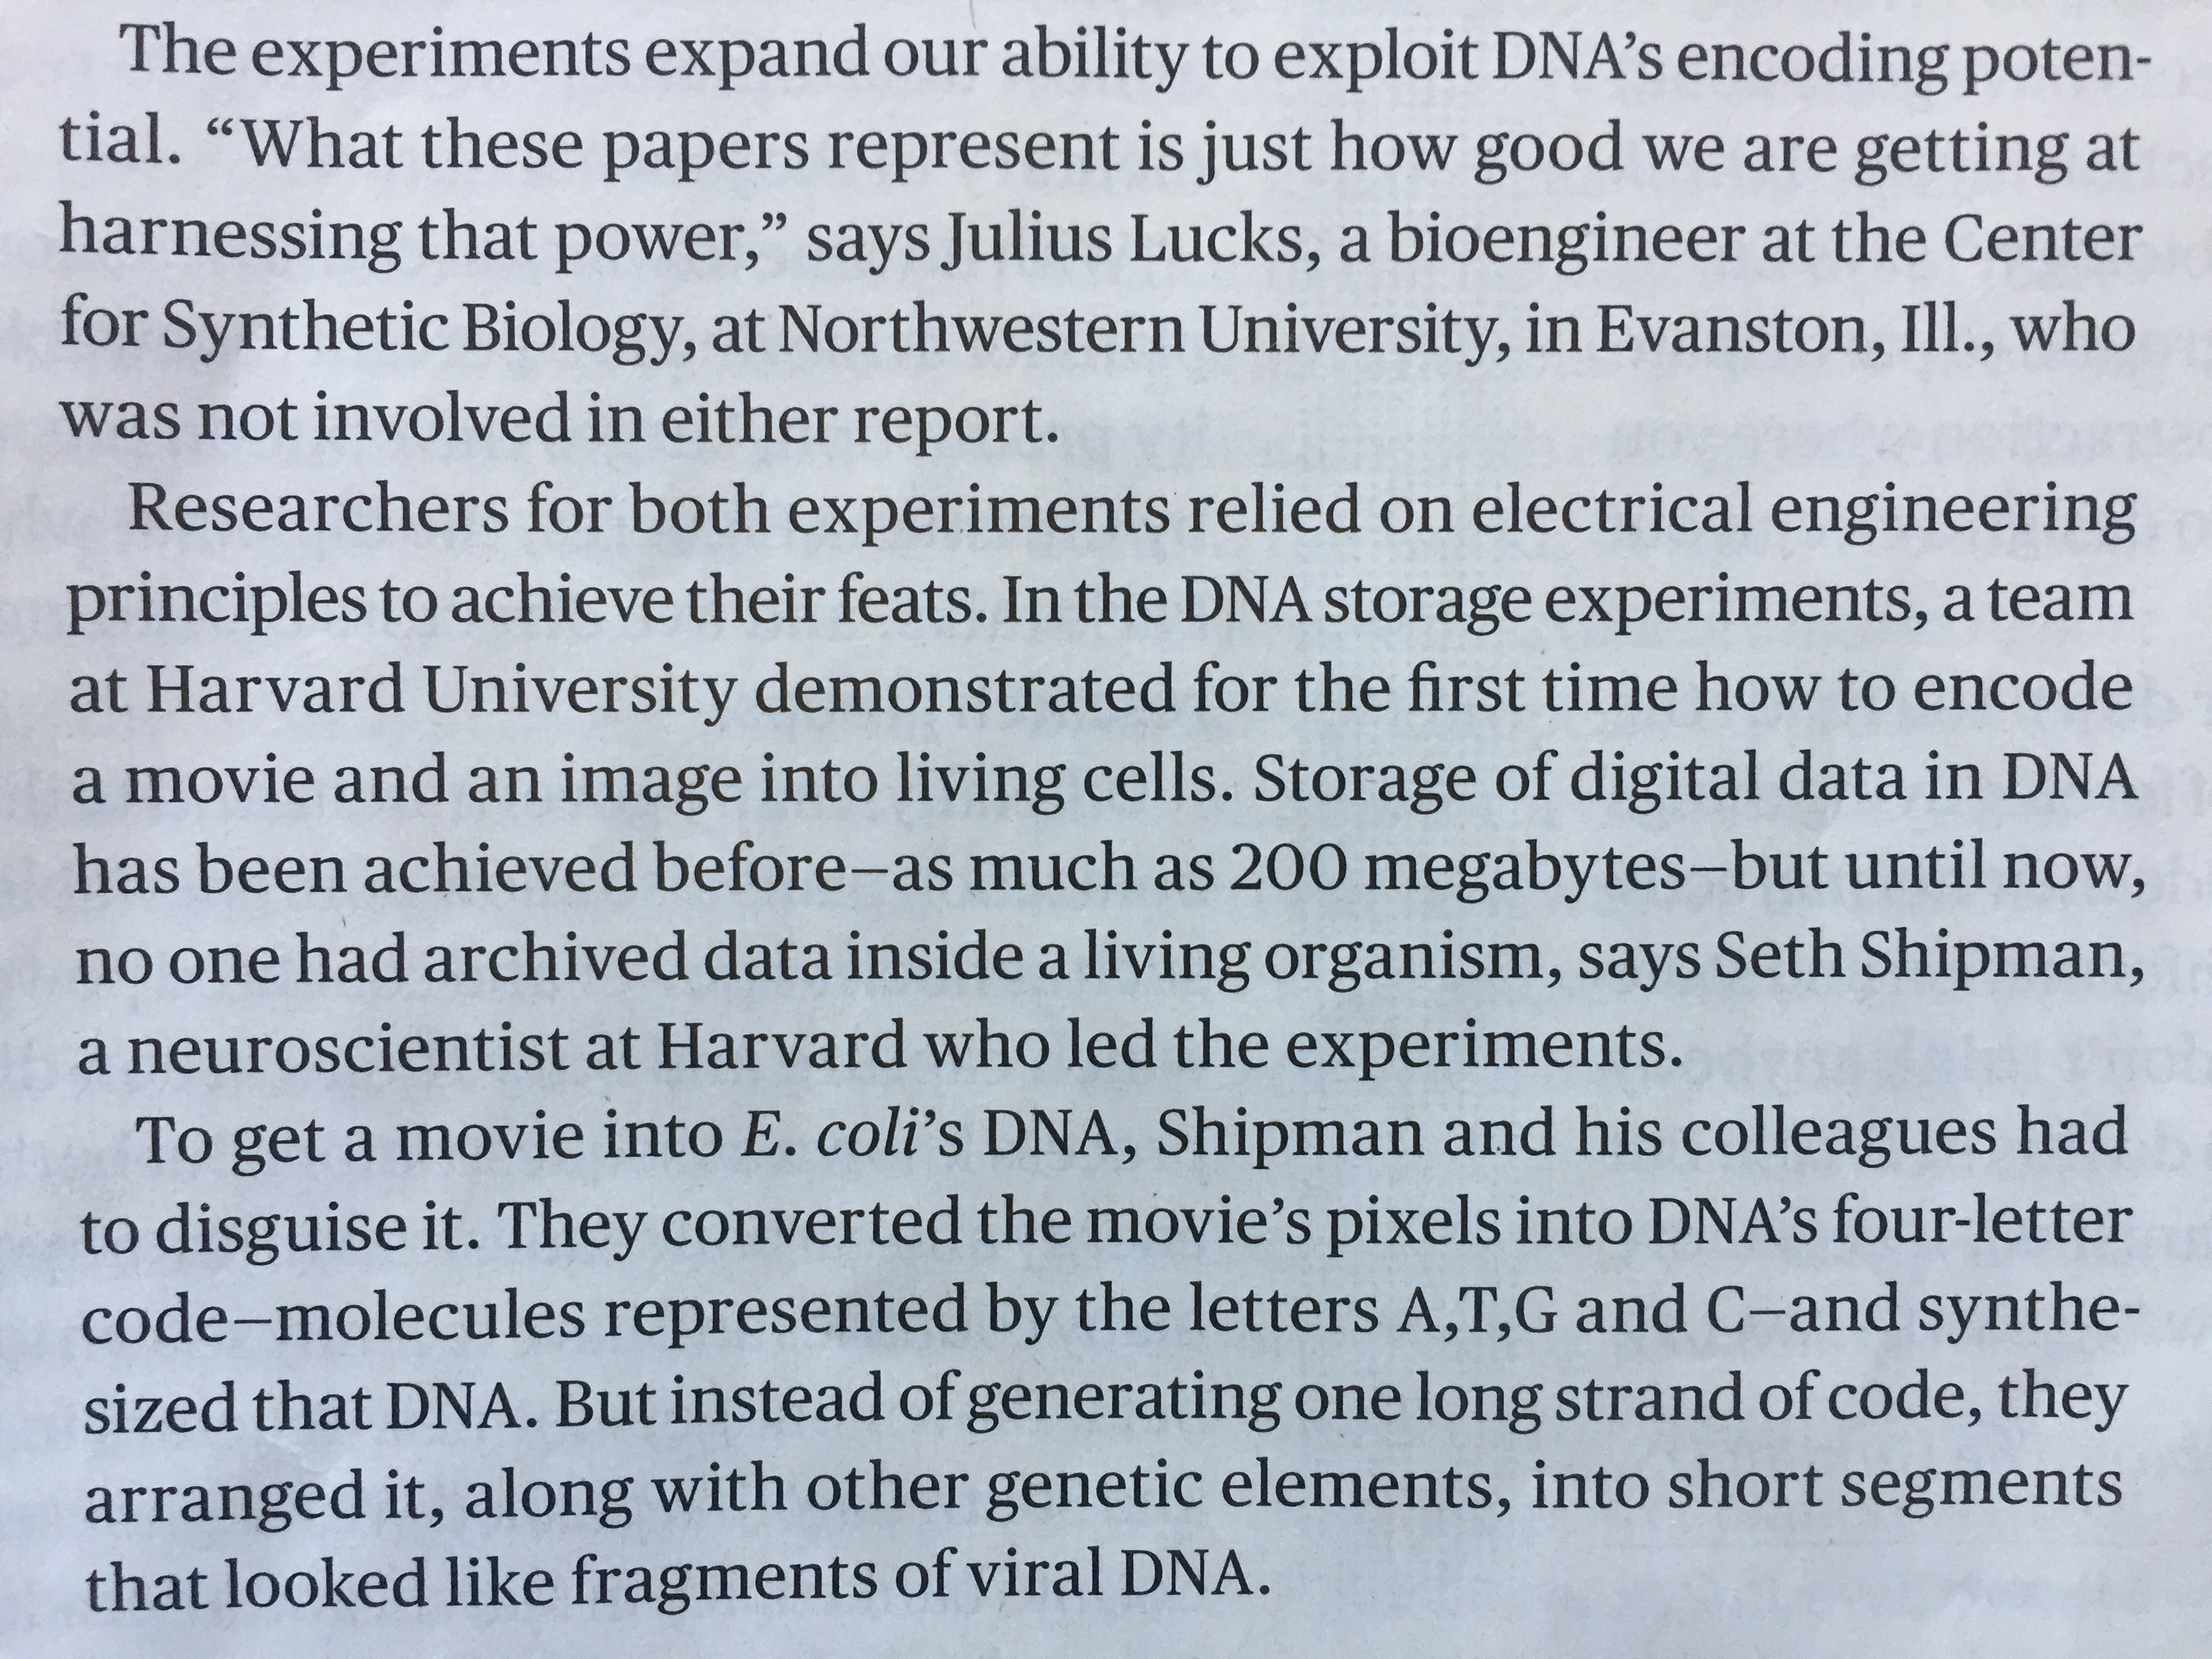 The experiments expand our ability to exploit DNA's encoding poten-
tial. “What these papers represent is just how good we are getting at
harnessing that power,” says Julius Lucks, a bioengineer at the Center
for Synthetic Biology, at Northwestern University, in Evanston, Ill., who
was not involved in either report.
Researchers for both experiments relied on electrical engineering
principles to achieve their feats. In the DNA storage experiments, a team
at Harvard University demonstrated for the first time how to encode
a movie and an image into living cells. Storage of digital data in DNA
has been achieved before–as much as 200 megabytes–but until now,
no one had archived data inside a living organism, says Seth Shipman,
a neuroscientist at Harvard who led the experiments.
To get a movie into E. coli’s DNA, Shipman and his colleagues had
to disguise it. They converted the movie’s pixels into DNA’s four-letter
code–molecules represented by the letters A,T,G and C–and synthe-
sized that DNA. But instead of generating one long strand of code, they
arranged it, along with other genetic elements, into short segments
that looked like fragments of viral DNA.